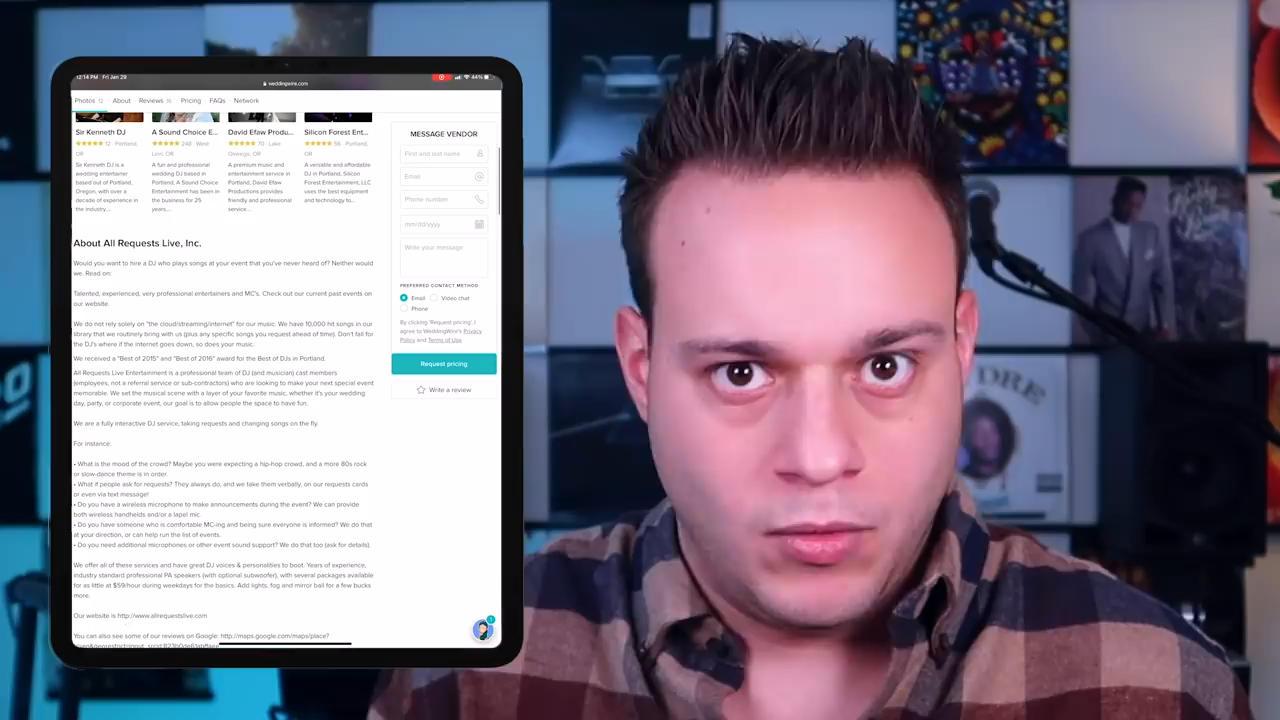 12:14 PM Fri Jan 29
44%
weddingwire.com
Photos 12 About Reviews Pricing FAQs Network
Sir Kenneth DJ
12 · Portland,
OR
Sir Kenneth DJ is a
wedding entertainer
based out of Portland,
Oregon, with over a
decade of experience in
the industry....
A Sound Choice E...
248 · West
Linn, OR
A fun and professional
wedding DJ based in
Portland, A Sound Choice
Entertainment has been in
the business for 25
years,...
David Efaw Produ...
70 · Lake
Oswego, OR
A premium music and
entertainment service in
Portland, David Efaw
Productions provides
friendly and professional
service...
Silicon Forest Ent...
56 · Portland,
OR
A versatile and affordable
DJ in Portland, Silicon
Forest Entertainment, LLC
uses the best equipment
and technology to...
About All Requests Live, Inc.
Would you want to hire a DJ who plays songs at your event that you've never heard of? Neither would
we. Read on:
Talented, experienced, very professional entertainers and MC's. Check out our current past events on
our website.
We do not rely solely on "the cloud/streaming/internet" for our music. We have 10,000 hit songs in our
library that we routinely bring with us (plus any specific songs you request ahead of time). Don't fall for
the DJ's where if the internet goes down, so does your music.
We received a "Best of 2015" and "Best of 2016" award for the Best of DJs in Portland.
All Requests Live Entertainment is a professional team of DJ (and musician) cast members
(employees, not a referral service or sub-contractors) who are looking to make your next special event
memorable. We set the musical scene with a layer of your favorite music, whether it's your wedding
day, party, or corporate event, our goal is to allow people the space to have fun.
We are a fully interactive DJ service, taking requests and changing songs on the fly.
For instance:
• What is the mood of the crowd? Maybe you were expecting a hip-hop crowd, and a more 80s rock
or slow-dance theme is in order.
• What if people ask for requests? They always do, and we take them verbally, on our requests cards
or even via text message!
• Do you have a wireless microphone to make announcements during the event? We can provide
both wireless handhelds and/or a lapel mic.
• Do you have someone who is comfortable MC-ing and being sure everyone is informed? We do that
at your direction, or can help run the list of events.
• Do you need additional microphones or other event sound support? We do that too (ask for details).
We offer all of these services and have great DJ voices & personalities to boot. Years of experience,
industry standard professional PA speakers (with optional subwoofer), with several packages available
for as little at $59/hour during weekdays for the basics. Add lights, fog and mirror ball for a few bucks
more.
Our website is http://www.allrequestslive.com
You can also see some of our reviews on Google: http://maps.google.com/maps/place?
MESSAGE VENDOR
First and last name
Email
Phone number
mm/dd/yyyy
Write your message
PREFERRED CONTACT METHOD
Email Video chat
Phone
By clicking 'Request pricing', I
agree to WeddingWire's Privacy
Policy and Terms of Use
Request pricing
Write a review
1